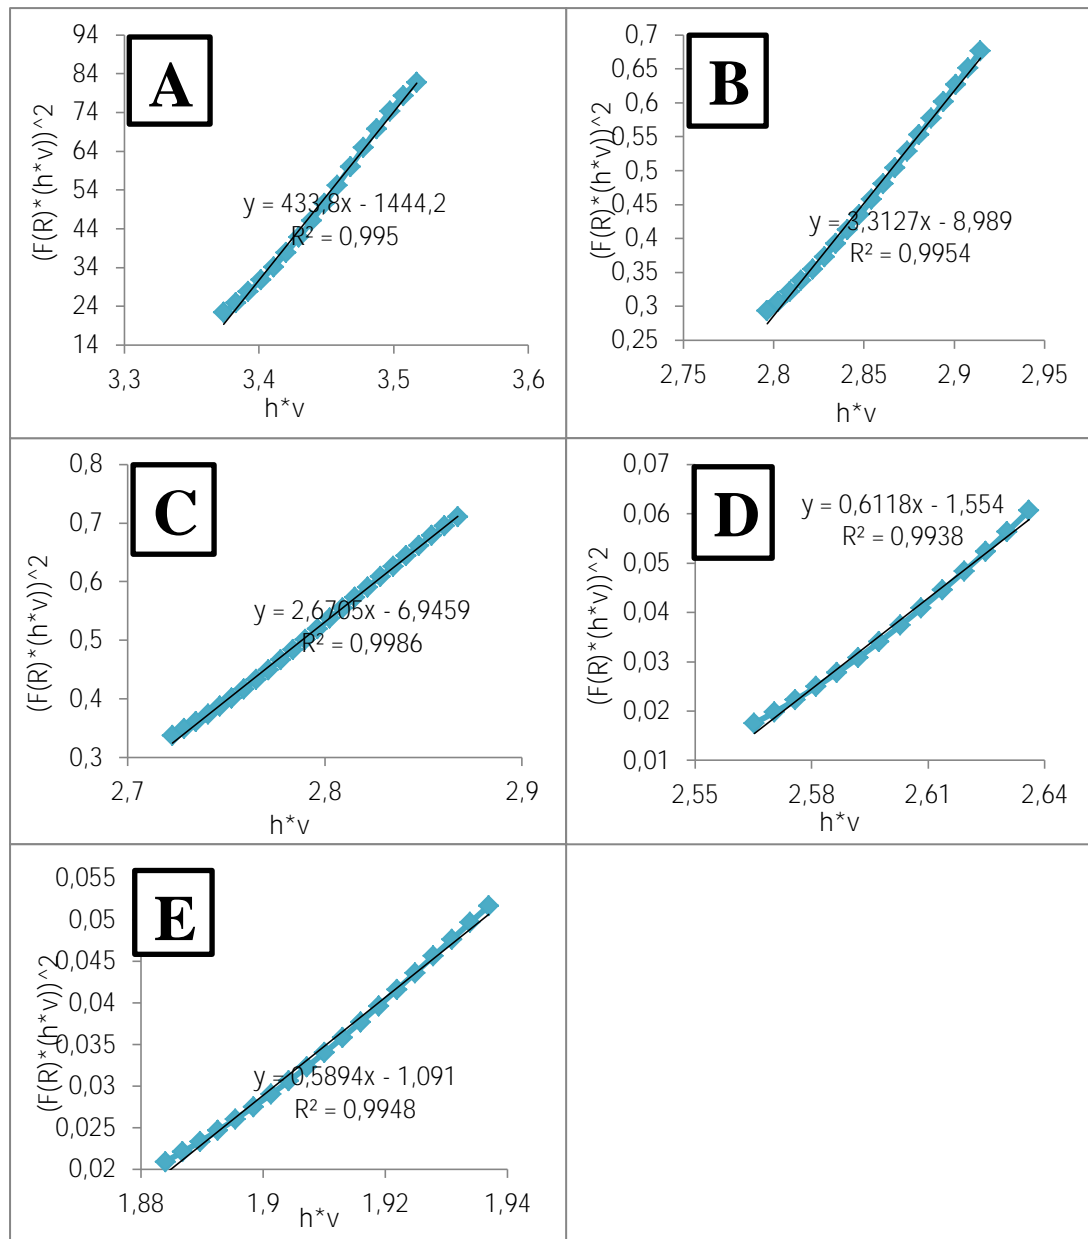 A
(F(R)*(h*v))^2
94
84
74
64
54
44
34
24
14
y = 433,8x - 1444,2
R² = 0,995
3,3
3,4
3,5
3,6
h*v
B
(F(R)*(h*v))^2
0,7
0,65
0,6
0,55
0,5
0,45
0,4
0,35
0,3
0,25
y = 3,3127x - 8,989
R² = 0,9954
2,75
2,8
2,85
2,9
2,95
h*v
C
(F(R)*(h*v))^2
0,8
0,7
0,6
0,5
0,4
0,3
y = 2,6705x - 6,9459
R² = 0,9986
2,7
2,8
2,9
h*v
D
(F(R)*(h*v))^2
0,07
0,06
0,05
0,04
0,03
0,02
0,01
y = 0,6118x - 1,554
R² = 0,9938
2,55
2,58
2,61
2,64
h*v
E
(F(R)*(h*v))^2
0,055
0,05
0,045
0,04
0,035
0,03
0,025
0,02
y = 0,5894x - 1,091
R² = 0,9948
1,88
1,9
1,92
1,94
h*v